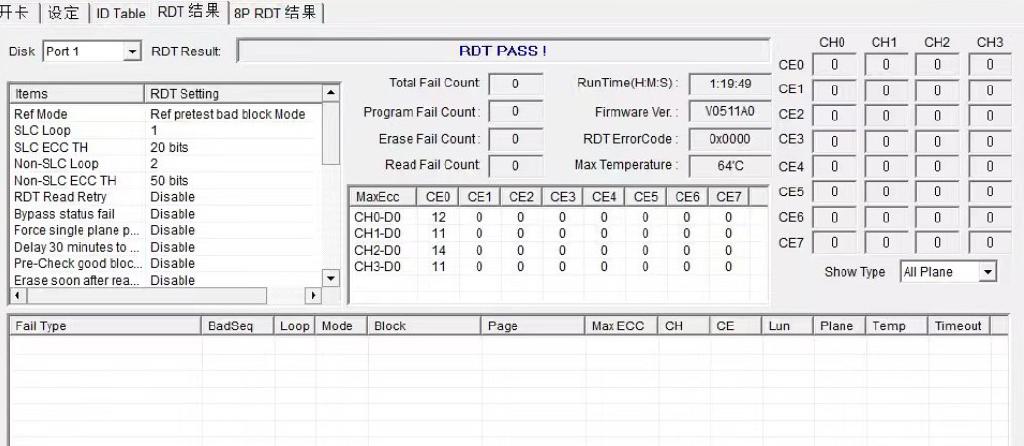 开卡 设定 ID Table RDT 结果 8P RDT 结果
Disk Port 1 RDT Result: RDT PASS !
Total Fail Count 0 RunTime(H:M:S) : 1:19:49
Program Fail Count : 0 Firmware Ver. : V0511A0
Erase Fail Count : 0 RDT ErrorCode : 0x0000
Read Fail Count 0 Max Temperature : 64'C
Items RDT Setting
Ref Mode Ref pretest bad block Mode
SLC Loop 1
SLC ECC TH 20 bits
Non-SLC Loop 2
Non-SLC ECC TH 50 bits
RDT Read Retry Disable
Bypass status fail Disable
Force single plane p... Disable
Delay 30 minutes to ... Disable
Pre-Check good bloc... Disable
Erase soon after rea... Disable
MaxEcc CE0 CE1 CE2 CE3 CE4 CE5 CE6 CE7
CH0-D0 12 0 0 0 0 0 0 0
CH1-D0 11 0 0 0 0 0 0 0
CH2-D0 14 0 0 0 0 0 0 0
CH3-D0 11 0 0 0 0 0 0 0
CH0 CH1 CH2 CH3
CE0 0 0 0 0
CE1 0 0 0 0
CE2 0 0 0 0
CE3 0 0 0 0
CE4 0 0 0 0
CE5 0 0 0 0
CE6 0 0 0 0
CE7 0 0 0 0
Show Type All Plane
Fail Type BadSeq Loop Mode Block Page Max ECC CH CE Lun Plane Temp Timeout